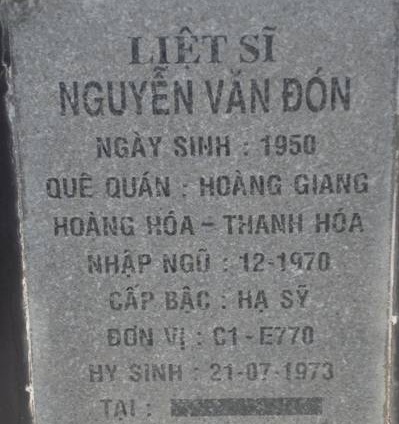 LIỆT SĨ
NGUYỄN VĂN ĐÓN
NGÀY SINH : 1950
QUÊ QUÁN : HOÀNG GIANG
HOÀNG HÓA - THANH HÓA
NHẬP NGŨ : 12-1970
CẤP BẬC : HẠ SỸ
ĐƠN VỊ : C1 - E770
HY SINH : 21-07-1973
TẠI :